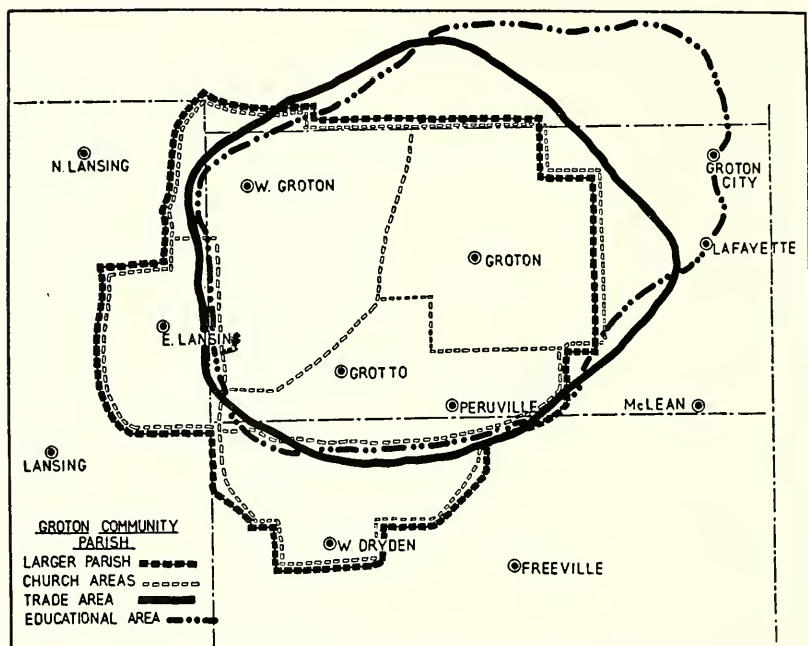 N. LANSING
W. GROTON
GROTON
CITY
GROTON
LAFAYETTE
E. LANSING
GROTTO
PERUVILLE
McLEAN
LANSING
GROTON COMMUNITY
PARISH
LARGER PARISH
CHURCH AREAS
TRADE AREA
EDUCATIONAL AREA
W. DRYDEN
FREEVILLE